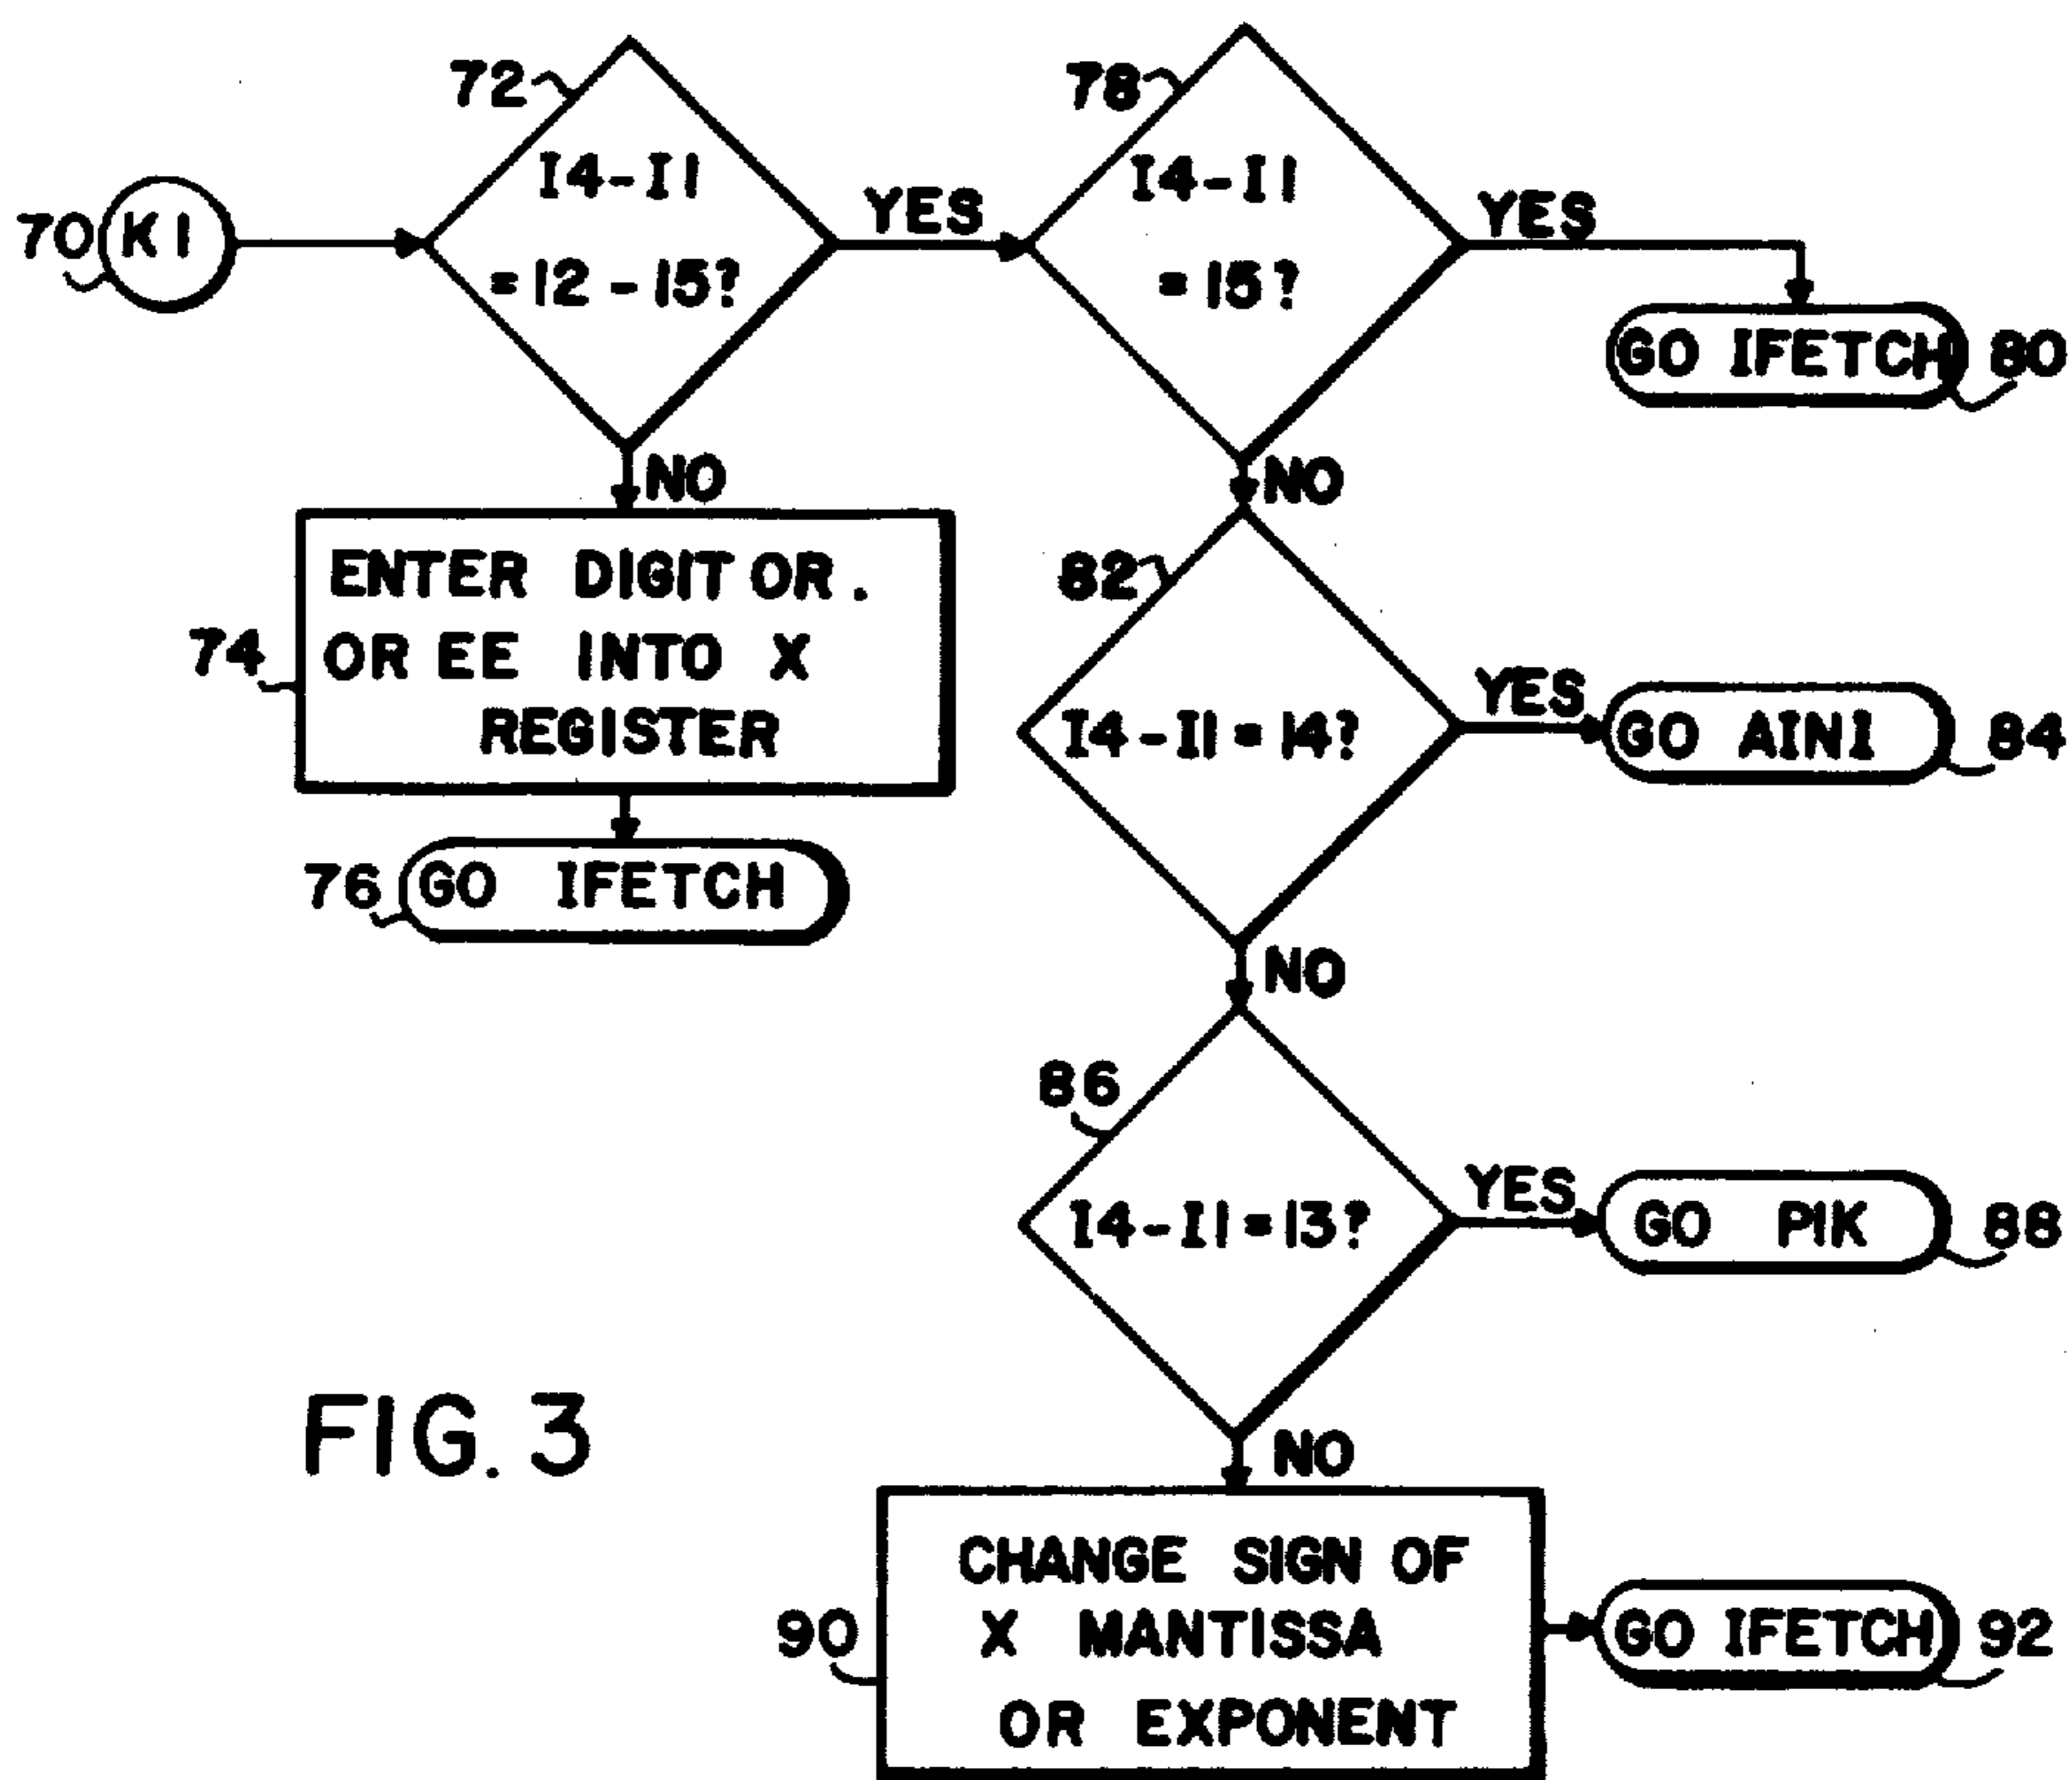 72
I4-I1
=12-15?
78
I4-I1
=15?
70
K1
YES
YES
GO IFETCH
80
NO
NO
74
ENTER DIGIT OR .
OR EE INTO X
REGISTER
76
GO IFETCH
82
I4-I1=14?
YES
GO AINI
84
NO
86
I4-I1=13?
YES
GO PIK
88
NO
FIG. 3
90
CHANGE SIGN OF
X MANTISSA
OR EXPONENT
GO IFETCH
92